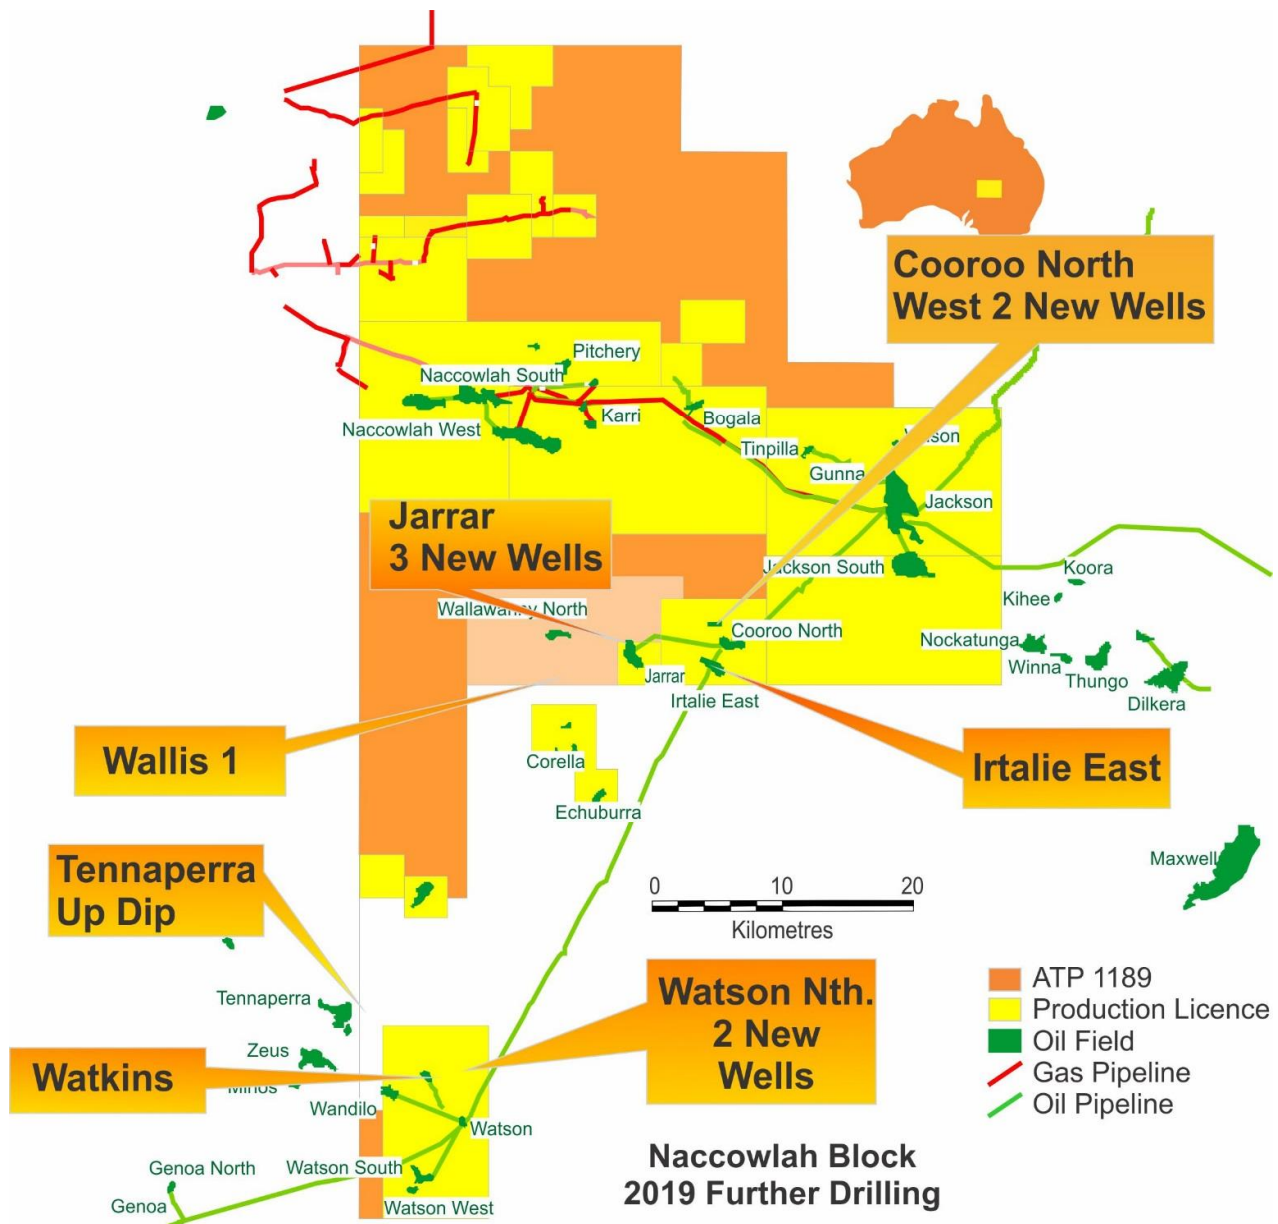 Cooroo North
West 2 New Wells
Pitchery
Naccowlah South
Karri
Bogala
Naccowlah West
Tinpilla
Gunna
Jackson
Jarrar
3 New Wells
Jackson South
Koora
Kihee
Wallawanny North
Cooroo North
Nockatunga
Winna
Thungo
Jarrar
Irtalie East
Dilkera
Wallis 1
Corella
Irtalie East
Echuburra
Maxwell
Tennaperra
Up Dip
0 10 20
Kilometres
ATP 1189
Production Licence
Oil Field
Gas Pipeline
Oil Pipeline
Tennaperra
Watson Nth.
2 New
Wells
Zeus
Watkins
Minos
Wandilo
Watson
Genoa North
Watson South
Genoa
Watson West
Naccowlah Block
2019 Further Drilling